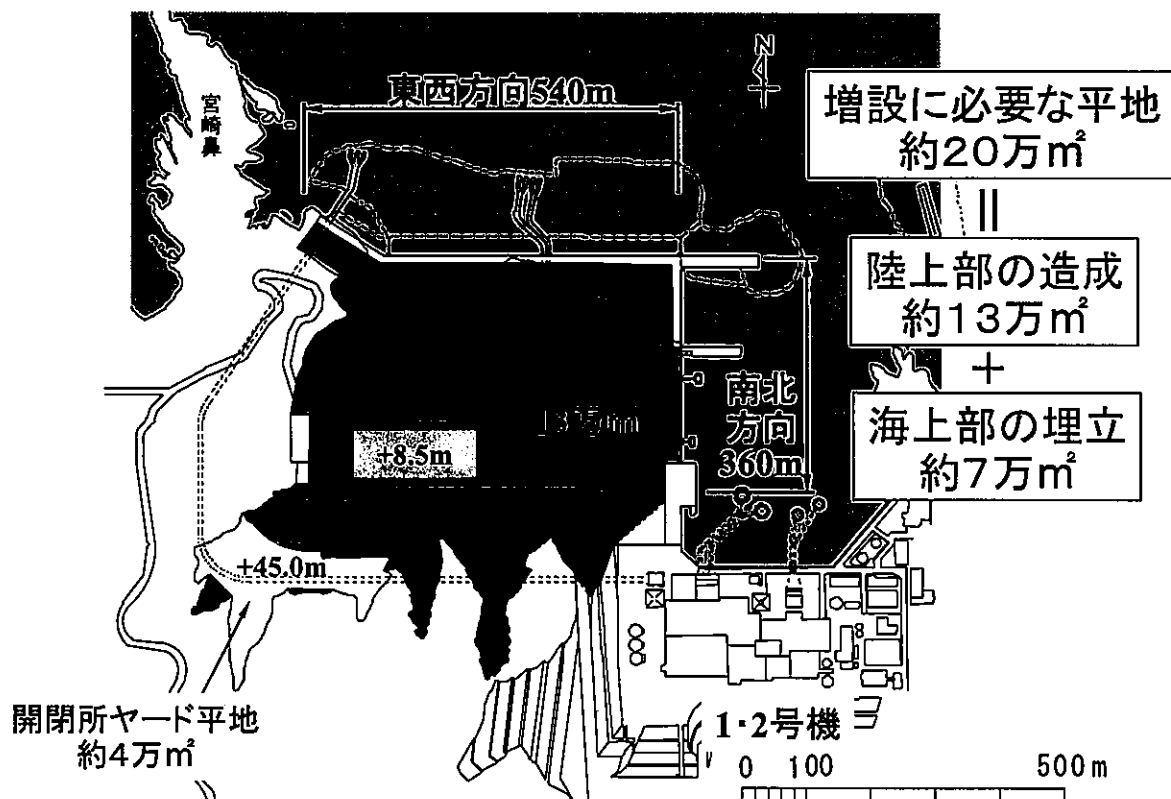 宮崎鼻
東西方向540m
N
増設に必要な平地
約20万㎡
||
陸上部の造成
約13万㎡
+
海上部の埋立
約7万㎡
南北
方向
360m
+8.5m
+45.0m
開閉所ヤード平地
約4万㎡
1・2号機
0 100 500m